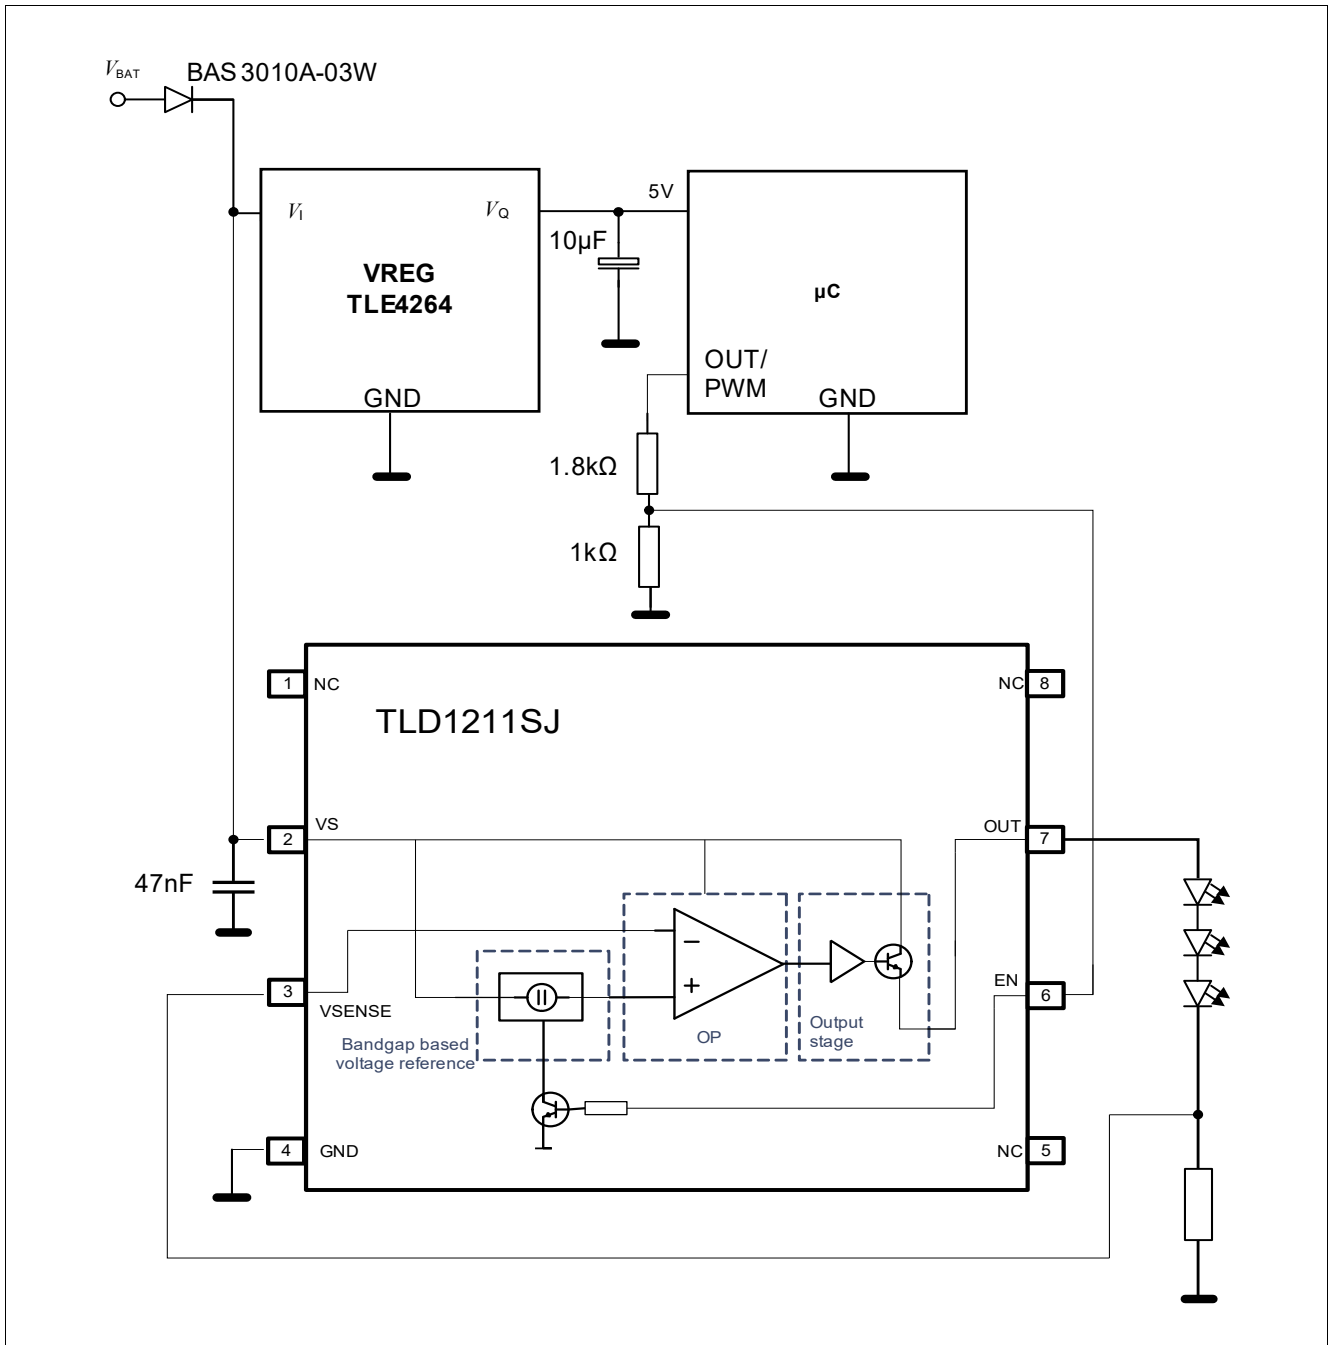 VBAT
BAS 3010A-03W
VI
VQ
VREG
TLE4264
GND
5V
10µF
µC
OUT/
PWM
GND
1.8kΩ
1kΩ
1
NC
NC
8
TLD1211SJ
VS
2
OUT
7
47nF
3
VSENSE
EN
6
−
+
OP
Output
stage
Bandgap based
voltage reference
4
GND
NC
5